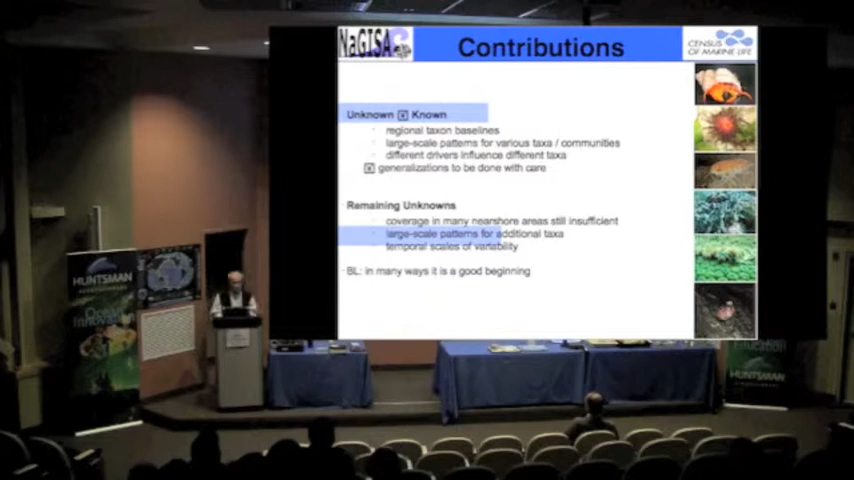 NaGISA
Contributions
CENSUS
OF MARINE LIFE
Unknown Known
regional taxon baselines
large-scale patterns for various taxa / communities
different drivers influence different taxa
generalizations to be done with care
Remaining Unknowns
coverage in many nearshore areas still insufficient
large-scale patterns for additional taxa
temporal scales of variability
BL: in many ways it is a good beginning
HUNTSMAN
Ocean
Innovation
HUNTSMAN